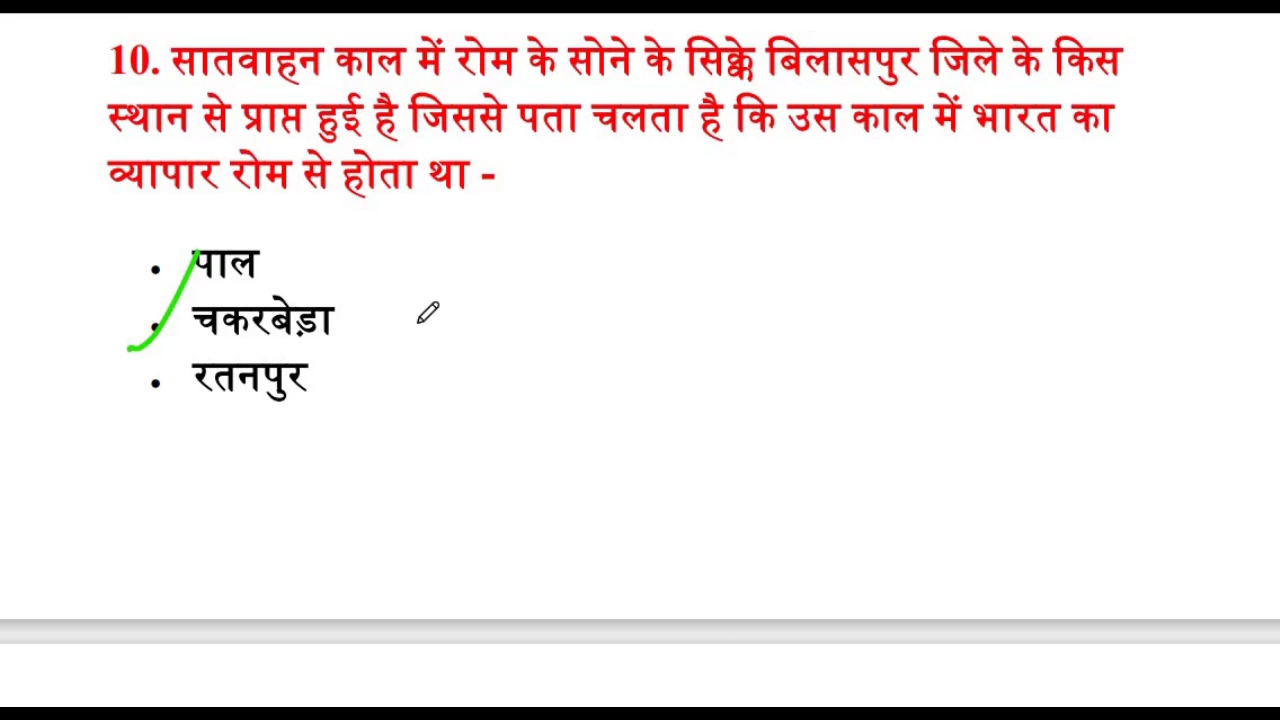 10. सातवाहन काल में रोम के सोने के सिक्के बिलासपुर जिले के किस
स्थान से प्राप्त हुई है जिससे पता चलता है कि उस काल में भारत का
व्यापार रोम से होता था -
• पाल
• चकरबेड़ा
• रतनपुर